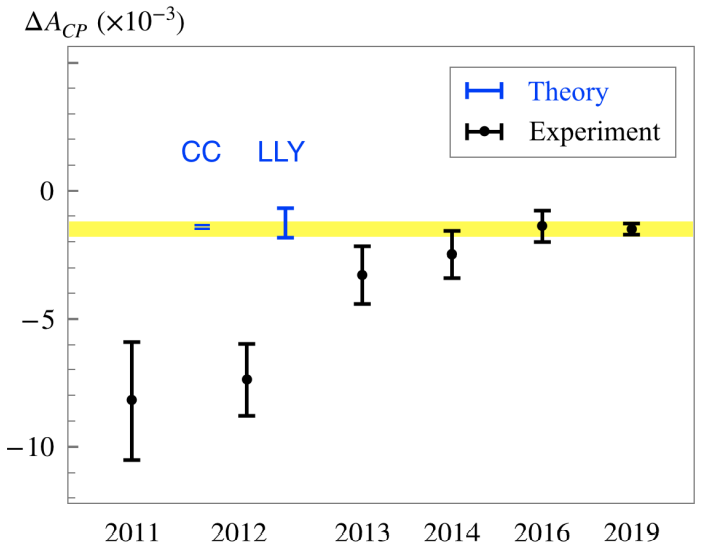 ΔA_CP (×10⁻³)
Theory
Experiment
CC LLY
0
−5
−10
2011 2012 2013 2014 2016 2019